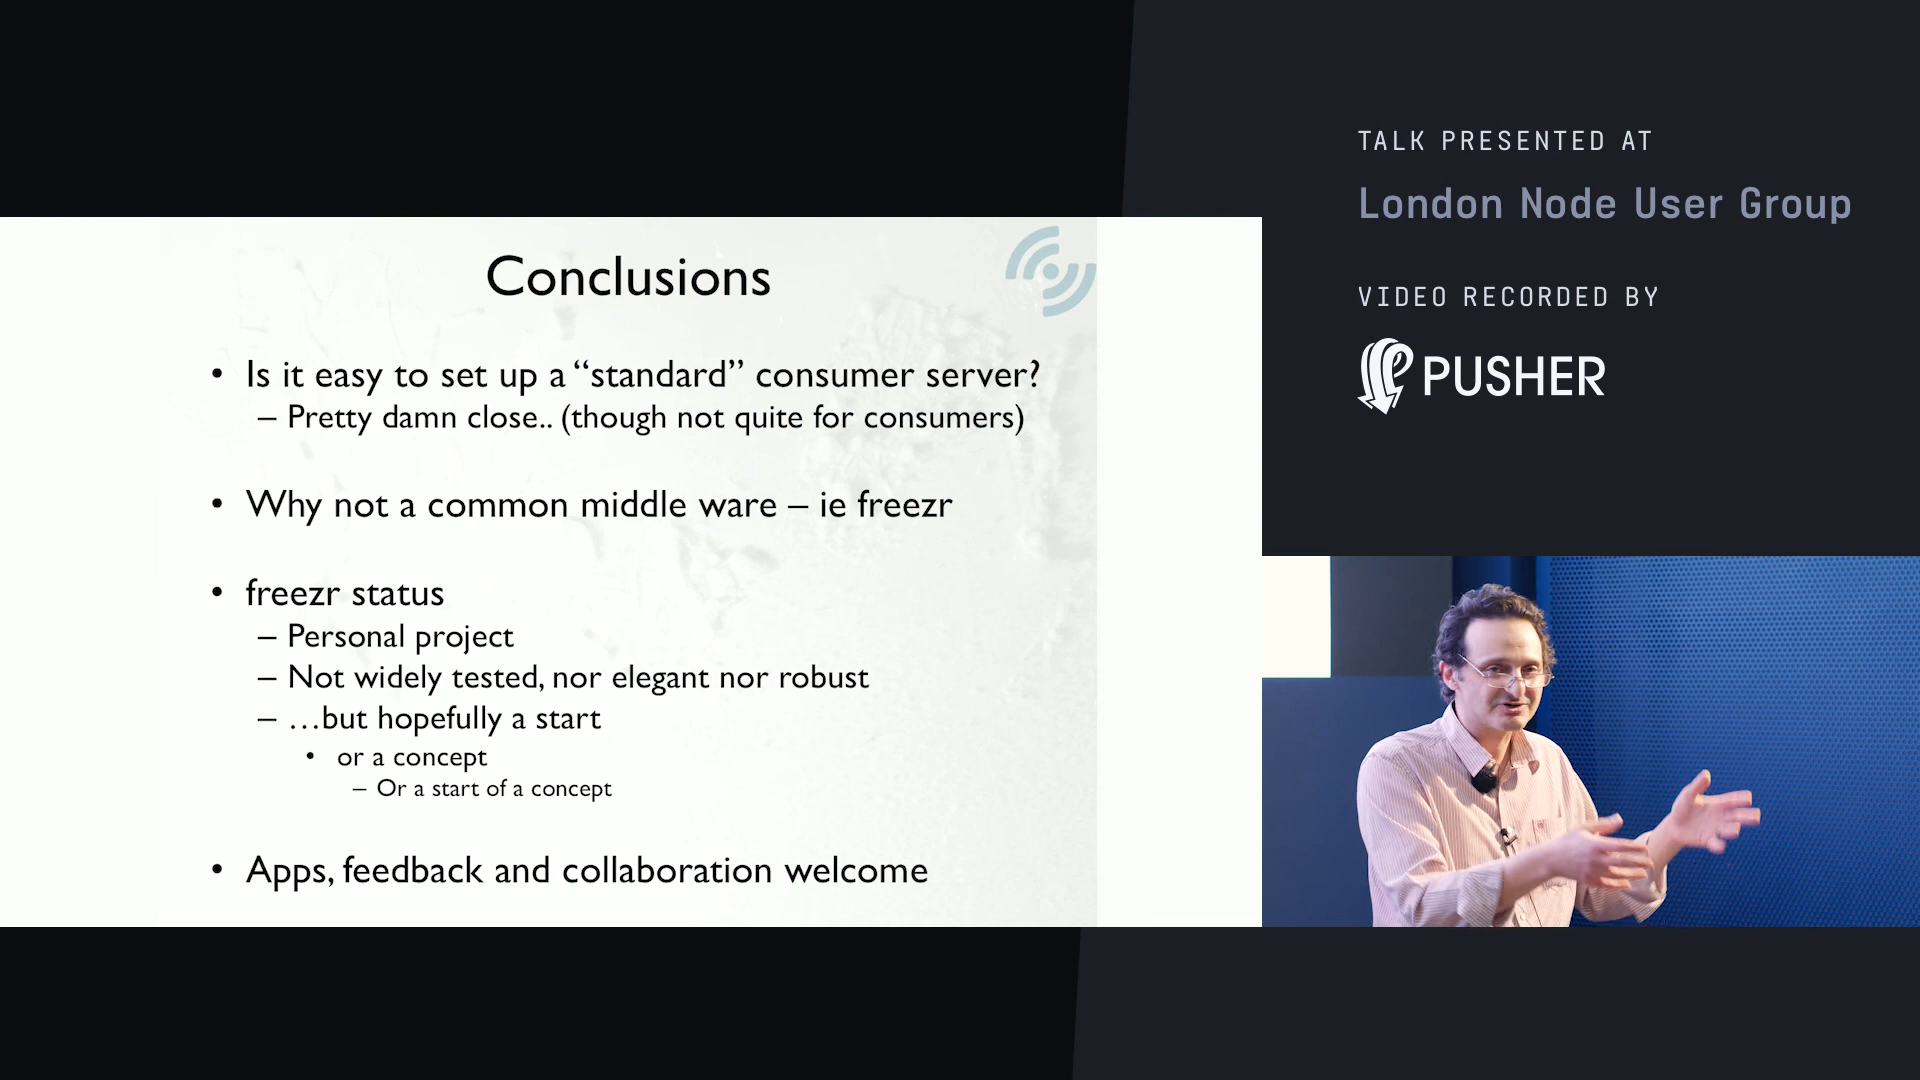 Conclusions
• Is it easy to set up a “standard” consumer server?
– Pretty damn close.. (though not quite for consumers)
• Why not a common middle ware – ie freezr
• freezr status
– Personal project
– Not widely tested, nor elegant nor robust
– …but hopefully a start
• or a concept
– Or a start of a concept
• Apps, feedback and collaboration welcome
TALK PRESENTED AT
London Node User Group
VIDEO RECORDED BY
PUSHER